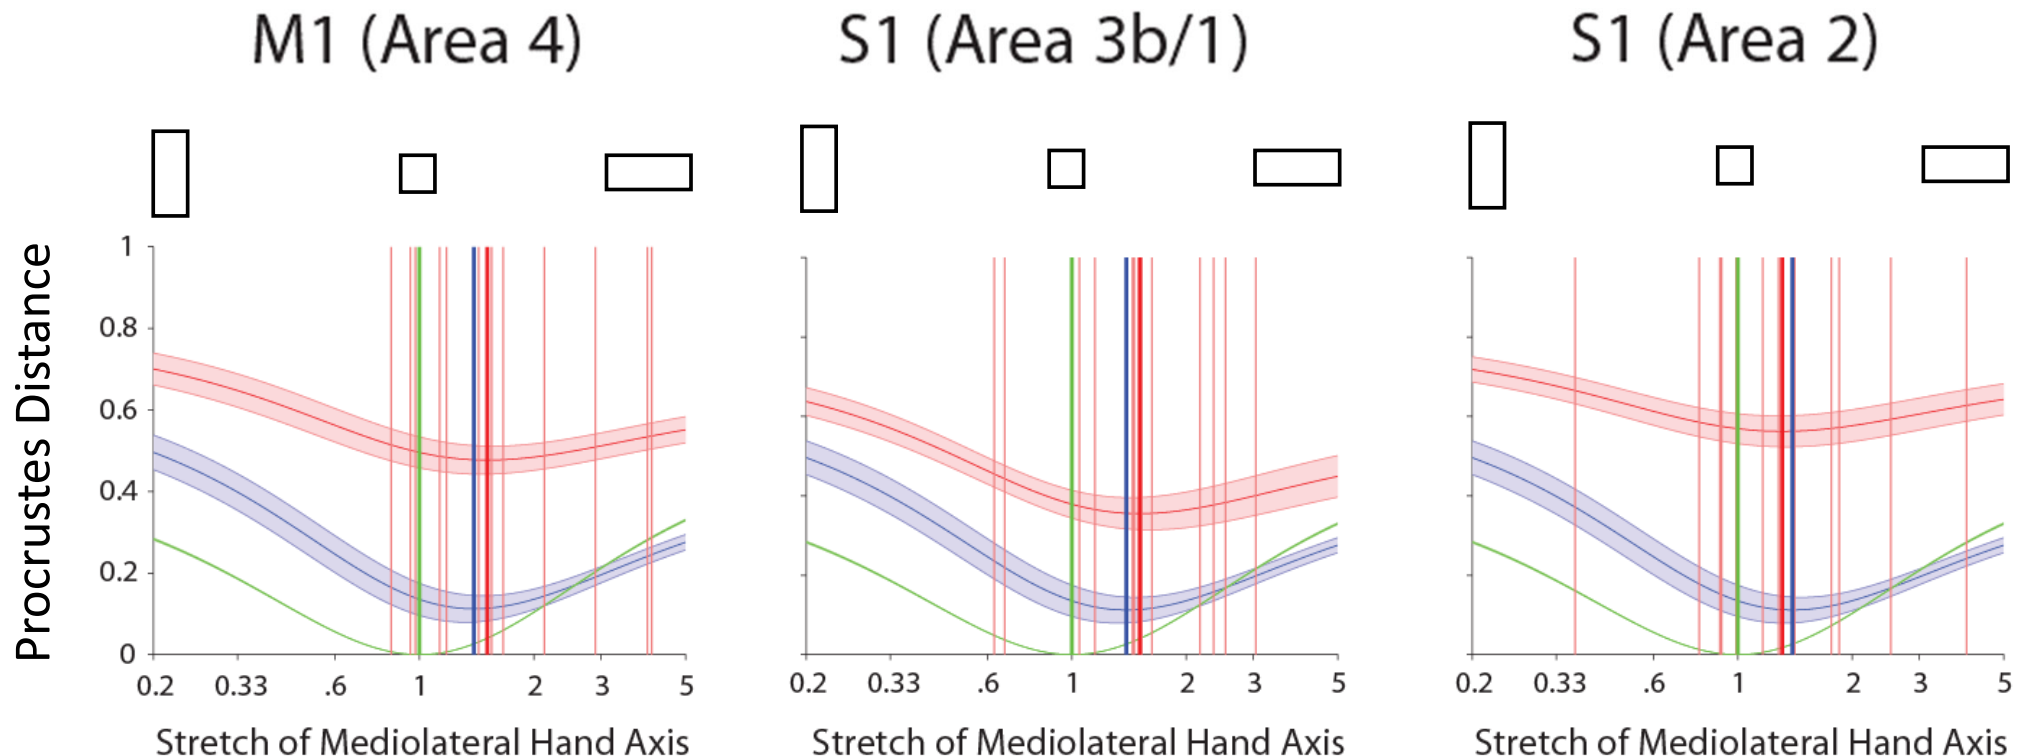 M1 (Area 4)
S1 (Area 3b/1)
S1 (Area 2)
Procrustes Distance
1
0.8
0.6
0.4
0.2
0
0.2 0.33 .6 1 2 3 5
0.2 0.33 .6 1 2 3 5
0.2 0.33 .6 1 2 3 5
Stretch of Mediolateral Hand Axis
Stretch of Mediolateral Hand Axis
Stretch of Mediolateral Hand Axis